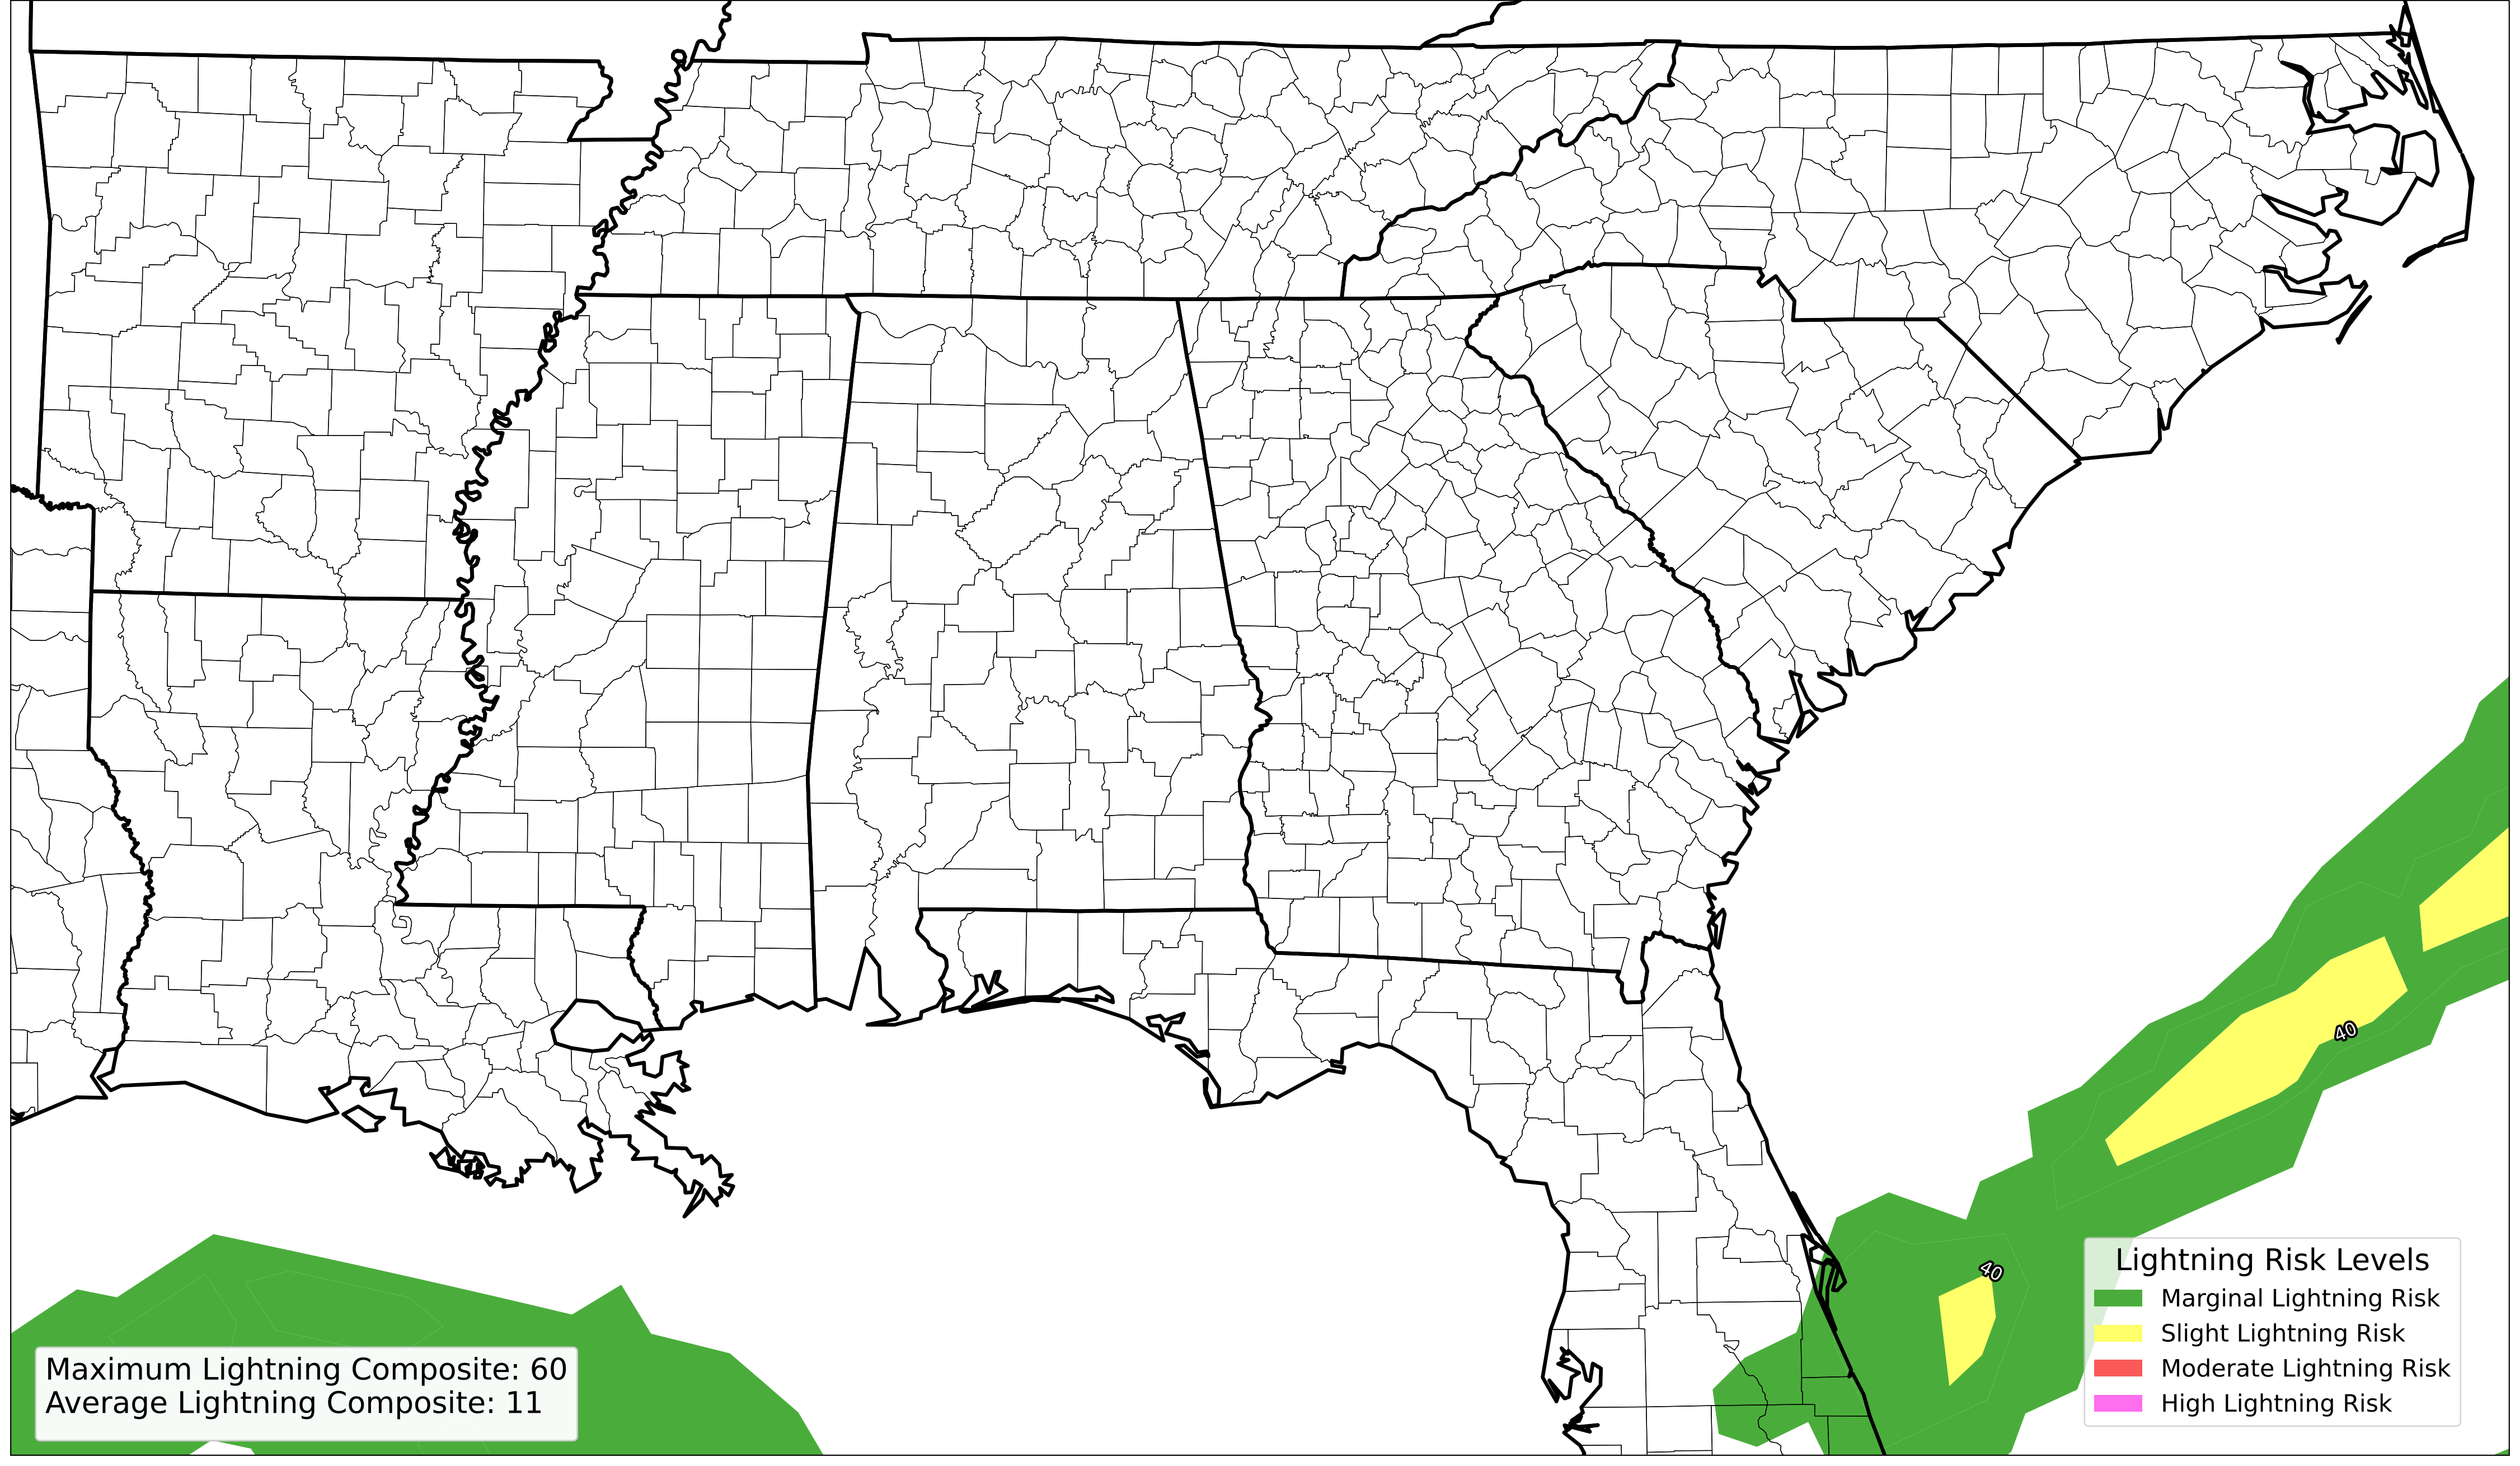 40
40
Lightning Risk Levels
Marginal Lightning Risk
Slight Lightning Risk
Moderate Lightning Risk
High Lightning Risk
Maximum Lightning Composite: 60
Average Lightning Composite: 11